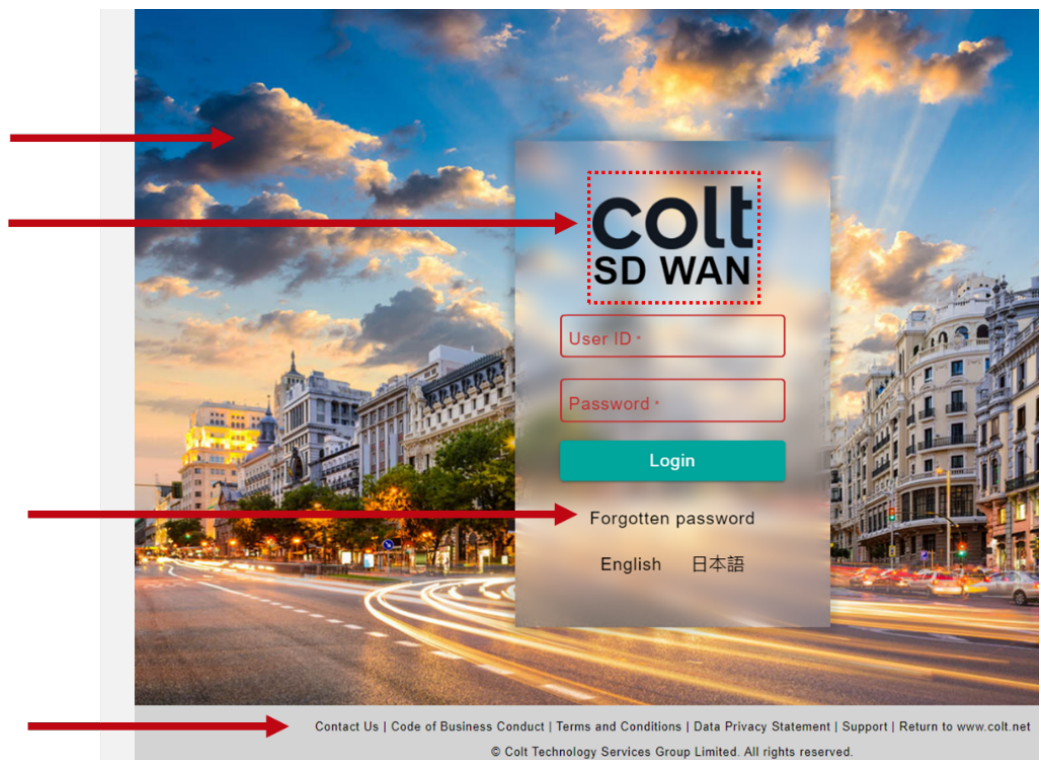 colt
SD WAN
User ID *
Password *
Login
Forgotten password
English 日本語
Contact Us | Code of Business Conduct | Terms and Conditions | Data Privacy Statement | Support | Return to www.colt.net
© Colt Technology Services Group Limited. All rights reserved.